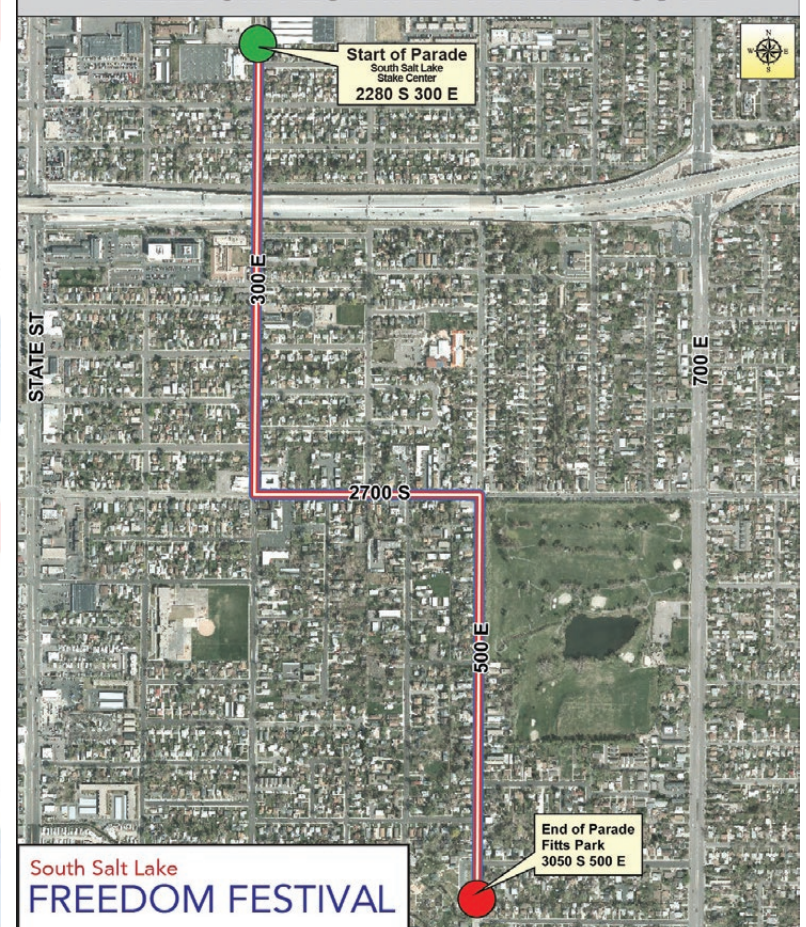 N
W E
S
Start of Parade
South Salt Lake
Stake Center
2280 S 300 E
300 E
STATE ST
700 E
2700 S
500 E
End of Parade
Fitts Park
3050 S 500 E
South Salt Lake
FREEDOM FESTIVAL